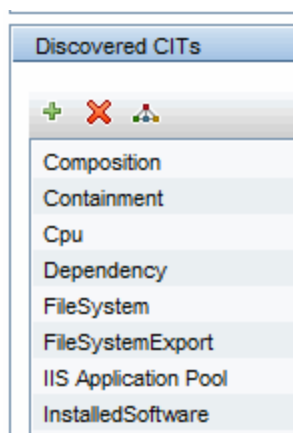 Discovered CITs
Composition
Containment
Cpu
Dependency
FileSystem
FileSystemExport
IIS Application Pool
InstalledSoftware